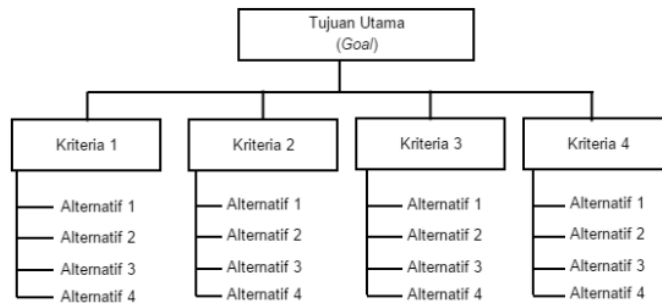 Tujuan Utama
(Goal)
Kriteria 1
Kriteria 2
Kriteria 3
Kriteria 4
Alternatif 1
Alternatif 2
Alternatif 3
Alternatif 4
Alternatif 1
Alternatif 2
Alternatif 3
Alternatif 4
Alternatif 1
Alternatif 2
Alternatif 3
Alternatif 4
Alternatif 1
Alternatif 2
Alternatif 3
Alternatif 4